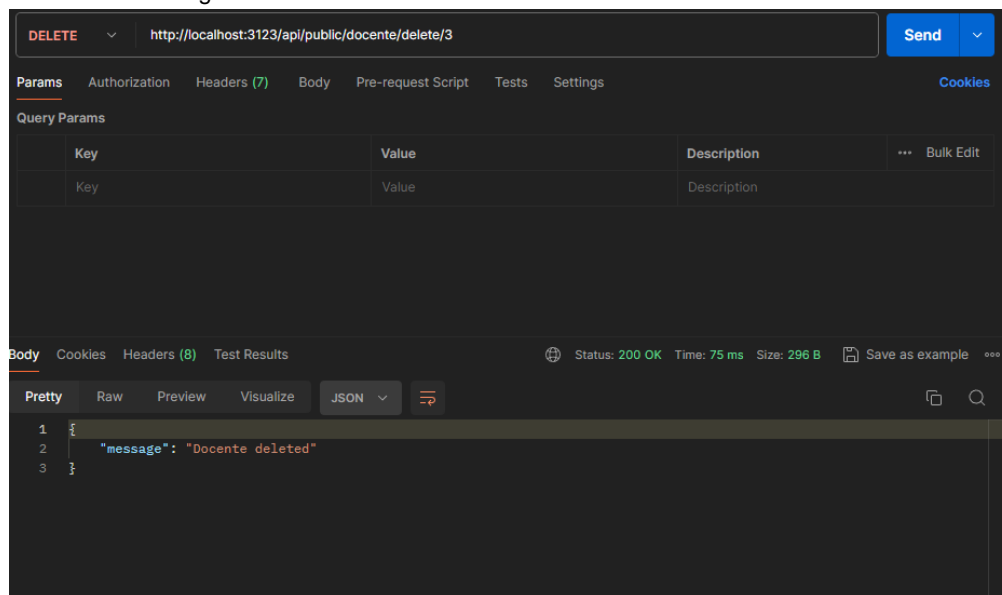 DELETE http://localhost:3123/api/public/docente/delete/3 Send
Params Authorization Headers (7) Body Pre-request Script Tests Settings Cookies
Query Params
Key Value Description ••• Bulk Edit
Key Value Description
Body Cookies Headers (8) Test Results Status: 200 OK Time: 75 ms Size: 296 B Save as example
Pretty Raw Preview Visualize JSON
1 {
2 "message": "Docente deleted"
3 }